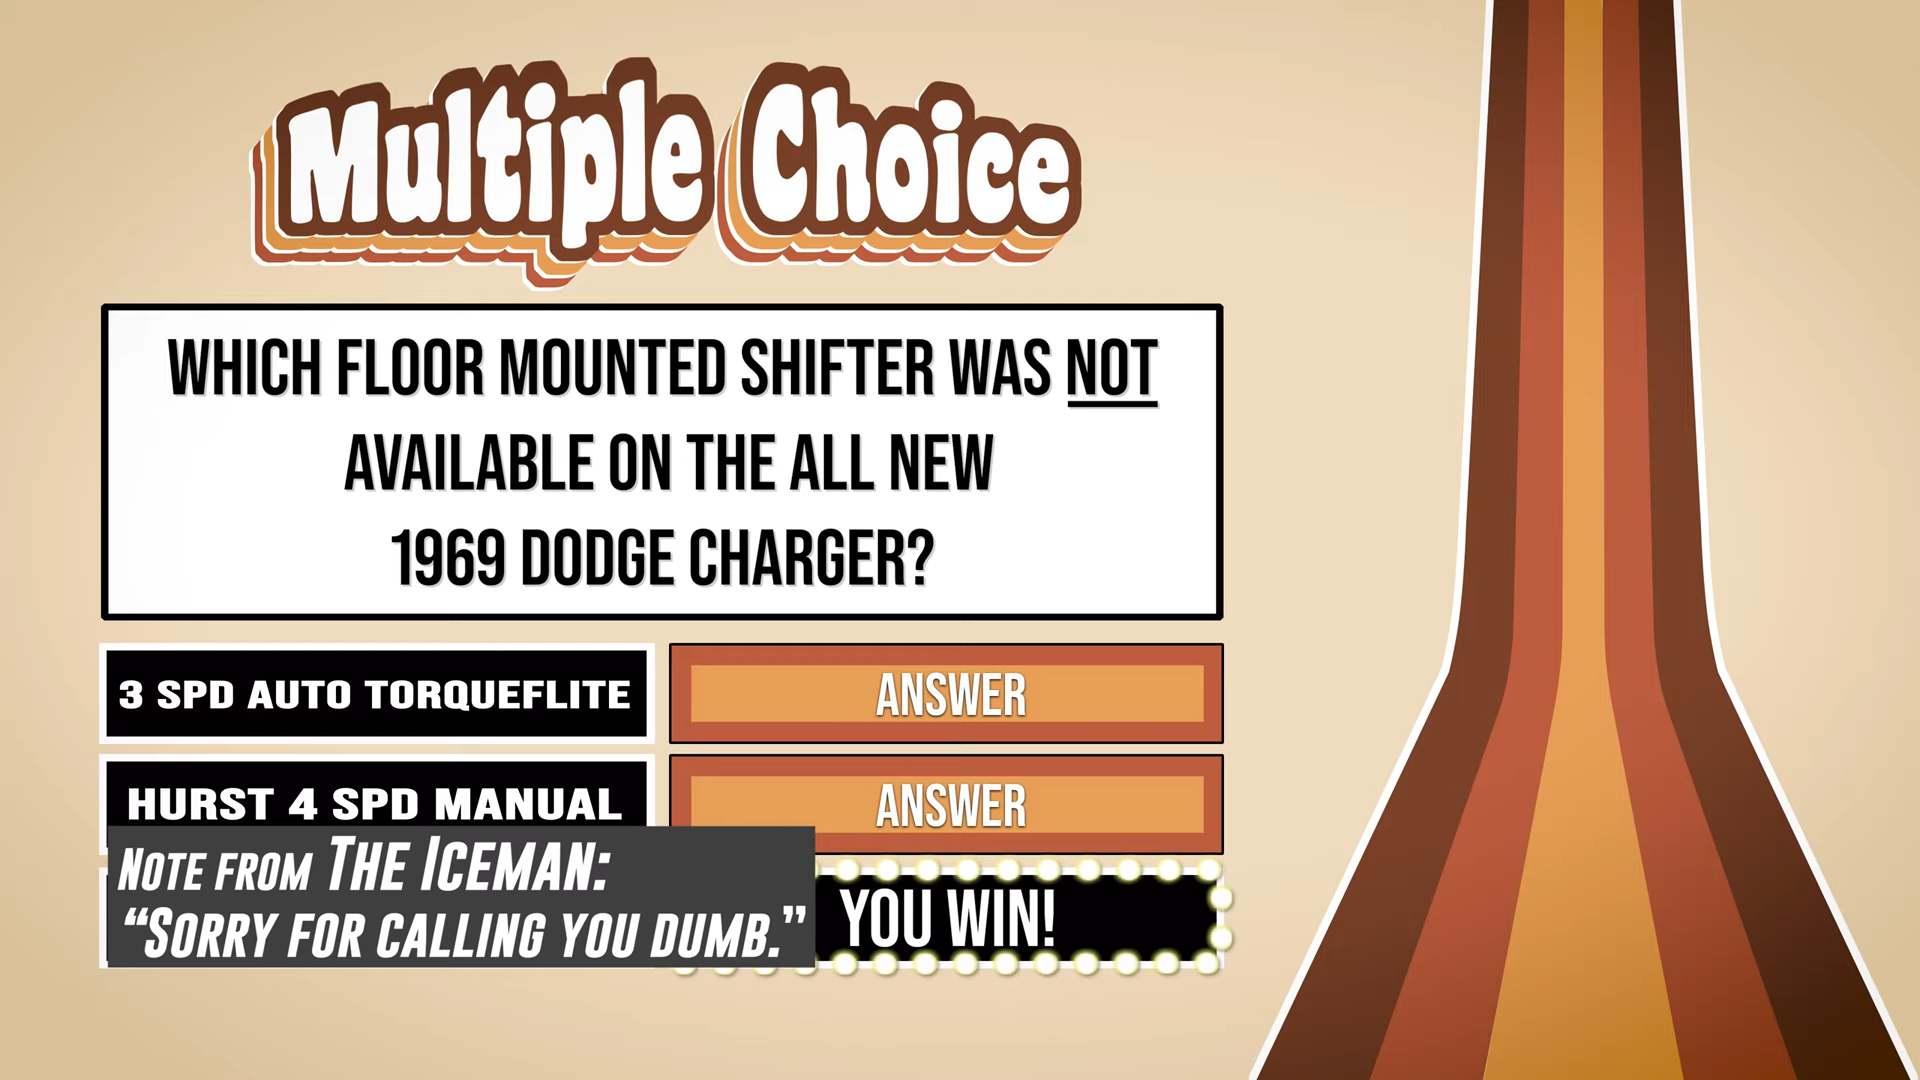 Multiple Choice
WHICH FLOOR MOUNTED SHIFTER WAS NOT
AVAILABLE ON THE ALL NEW
1969 DODGE CHARGER?
3 SPD AUTO TORQUEFLITE
ANSWER
HURST 4 SPD MANUAL
ANSWER
NOTE FROM THE ICEMAN:
“SORRY FOR CALLING YOU DUMB.”
YOU WIN!